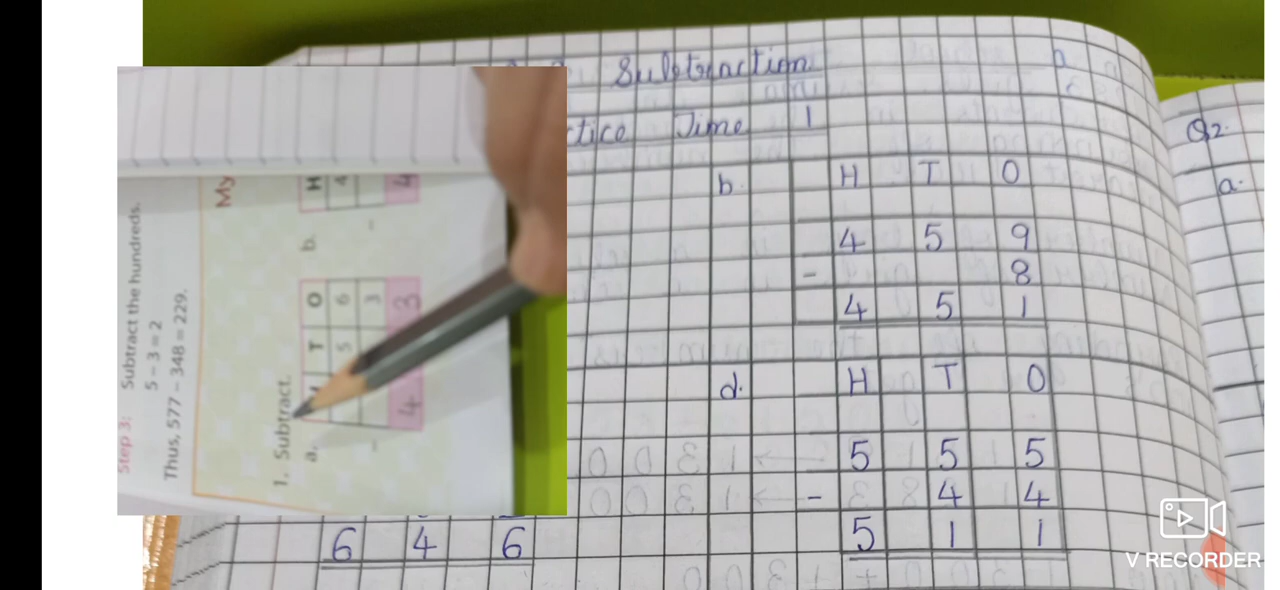 Subtraction
ctice Time 1
b. H T O
4 5 9
- 8
4 5 1
d. H T O
5 5 5
- 4 4
5 1 1
6 4 6
Q2.
a.
Step 3: Subtract the hundreds.
5 – 3 = 2
Thus, 577 – 348 = 229.
My
1. Subtract.
a. T O b. H
5 6 4
- 3 -
4 3 4
V RECORDER